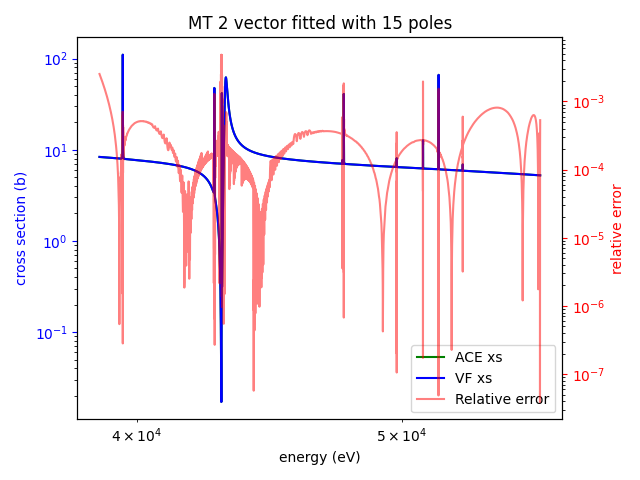 MT 2 vector fitted with 15 poles
cross section (b)
10²
10¹
10⁰
10⁻¹
10⁻³
10⁻⁴
10⁻⁵
10⁻⁶
10⁻⁷
relative error
ACE xs
VF xs
Relative error
4 × 10⁴
5 × 10⁴
energy (eV)